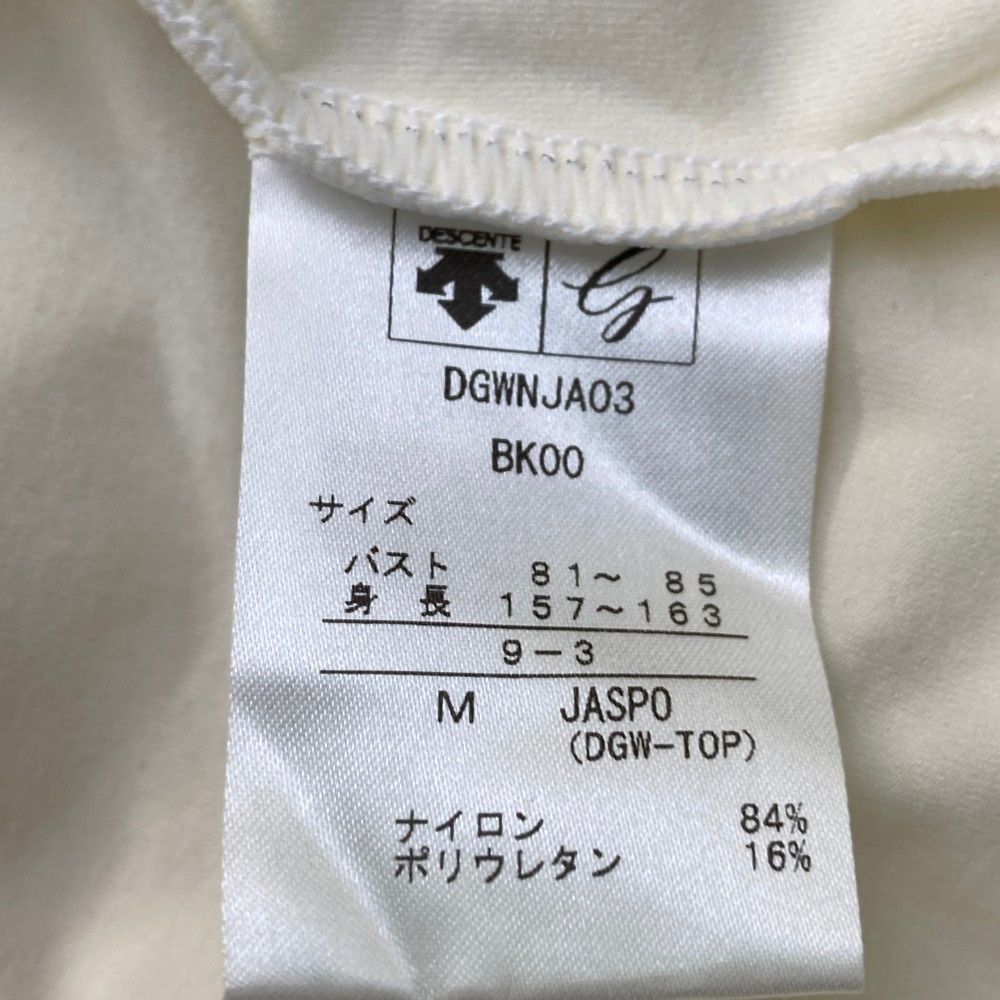 DESCENTE
DGWNJA03
BK00
サイズ
バスト 81～ 85
身 長 157～163
9－3
M JASPO
(DGW-TOP)
ナイロン 84%
ポリウレタン 16%